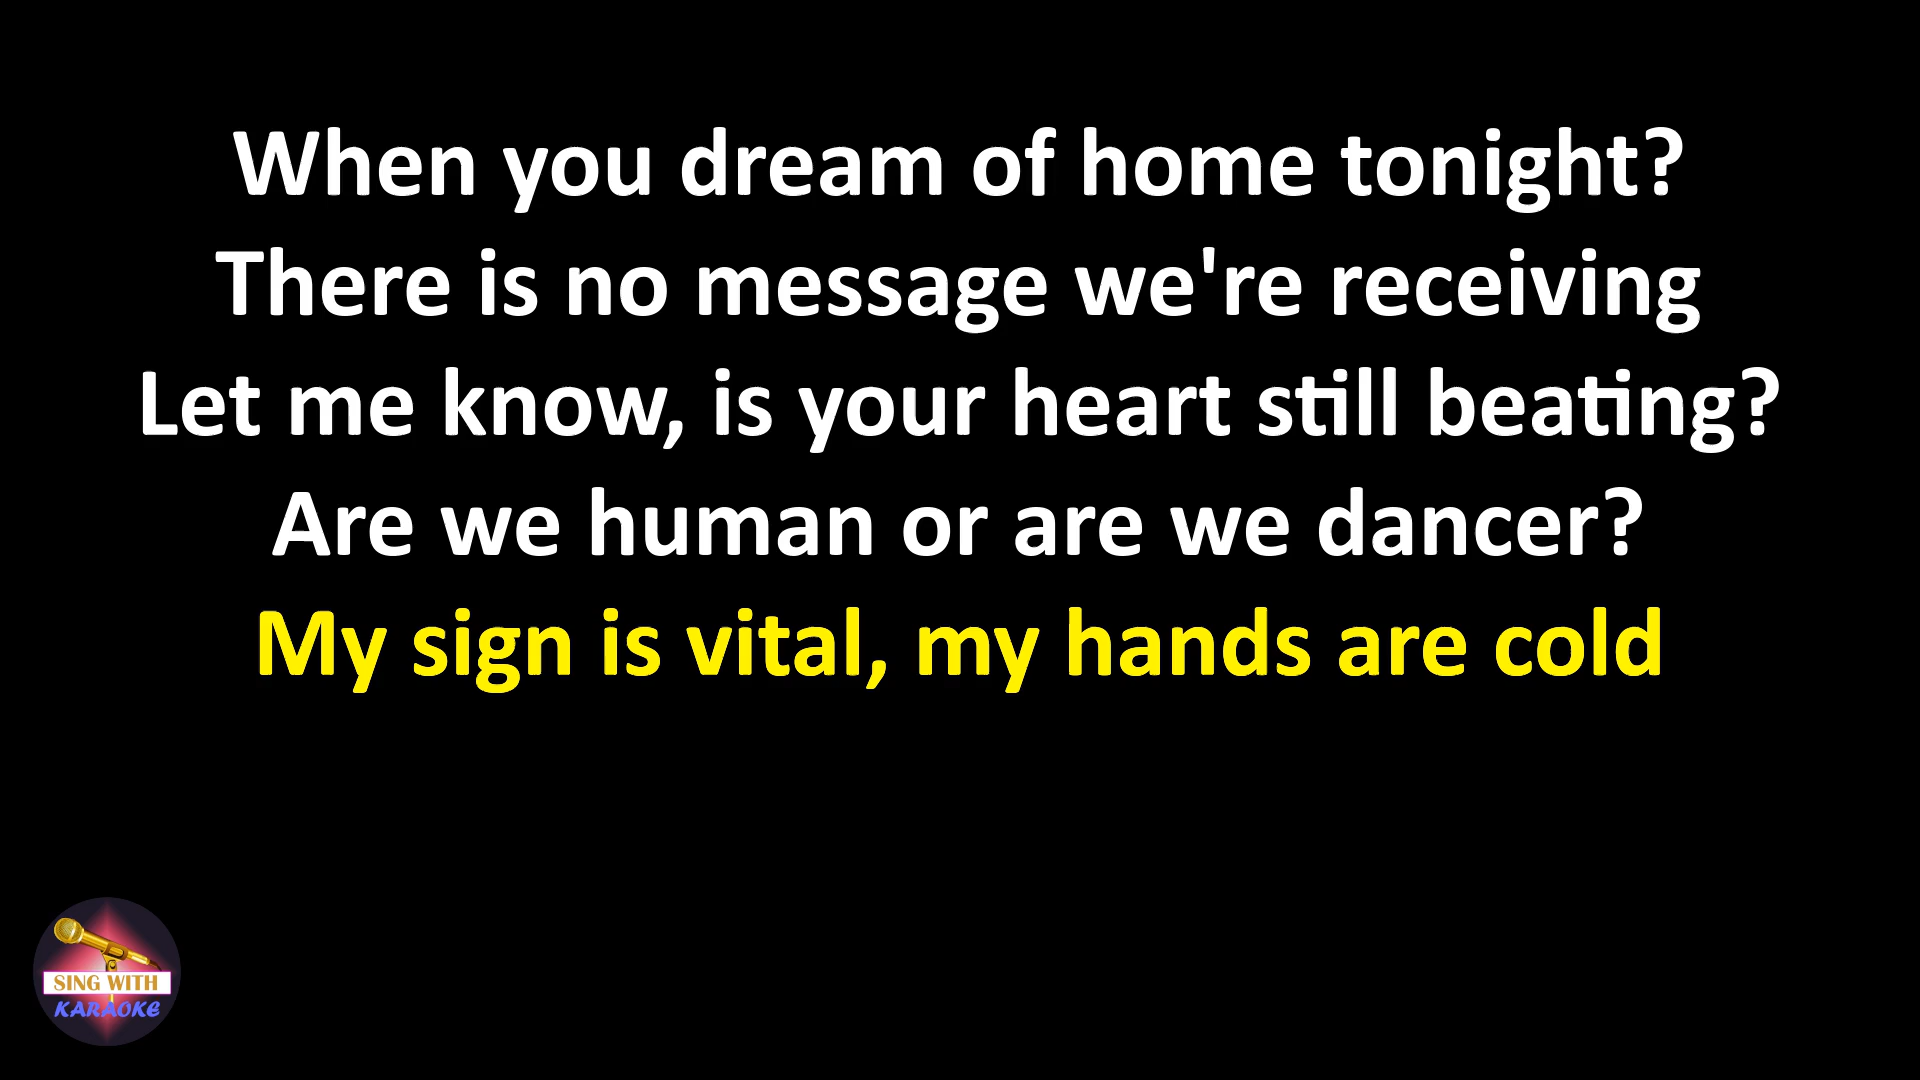 When you dream of home tonight?
There is no message we're receiving
Let me know, is your heart still beating?
Are we human or are we dancer?
My sign is vital, my hands are cold
SING WITH
KARAOKE